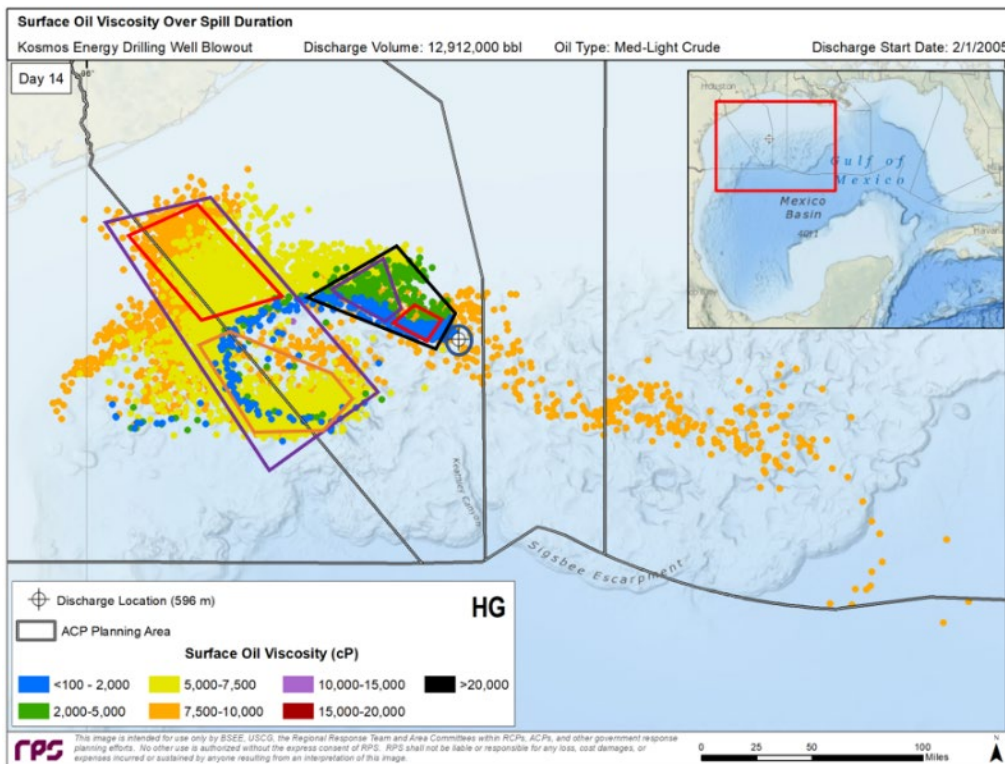 Surface Oil Viscosity Over Spill Duration
Kosmos Energy Drilling Well Blowout Discharge Volume: 12,912,000 bbl Oil Type: Med-Light Crude Discharge Start Date: 2/1/2005
Day 14
Houston
Gulf of
Mexico
Mexico
Basin
Havana
Keathley Canyon
Sigsbee Escarpment
Discharge Location (596 m)
HG
ACP Planning Area
Surface Oil Viscosity (cP)
<100 - 2,000 5,000-7,500 10,000-15,000 >20,000
2,000-5,000 7,500-10,000 15,000-20,000
rps
This image is intended for use only by BSEE, USCG, the Regional Response Team and Area Committees within RCPs, ACPs, and other government response
planning efforts. No other use is authorized without the express consent of RPS. RPS shall not be liable or responsible for any loss, cost damages, or
expenses incurred or sustained by anyone resulting from an interpretation of this image.
0 25 50 100
Miles
N